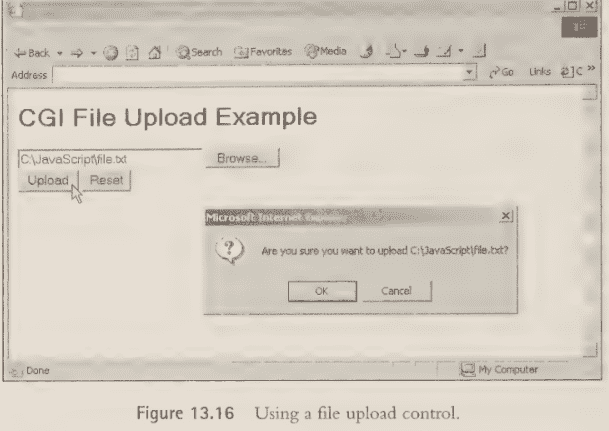 Back
Search Favorites Media
Address
Go Links
CGI File Upload Example
C:\JavaScript\file.txt Browse...
Upload Reset
Microsoft Internet Explorer
Are you sure you want to upload C:\JavaScript\file.txt?
OK Cancel
Done My Computer
Figure 13.16 Using a file upload control.